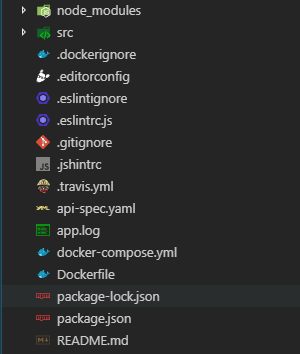 node_modules
src
.dockerignore
.editorconfig
.eslintignore
.eslintrc.js
.gitignore
JS .jshintrc
.travis.yml
api-spec.yaml
app.log
docker-compose.yml
Dockerfile
package-lock.json
package.json
README.md